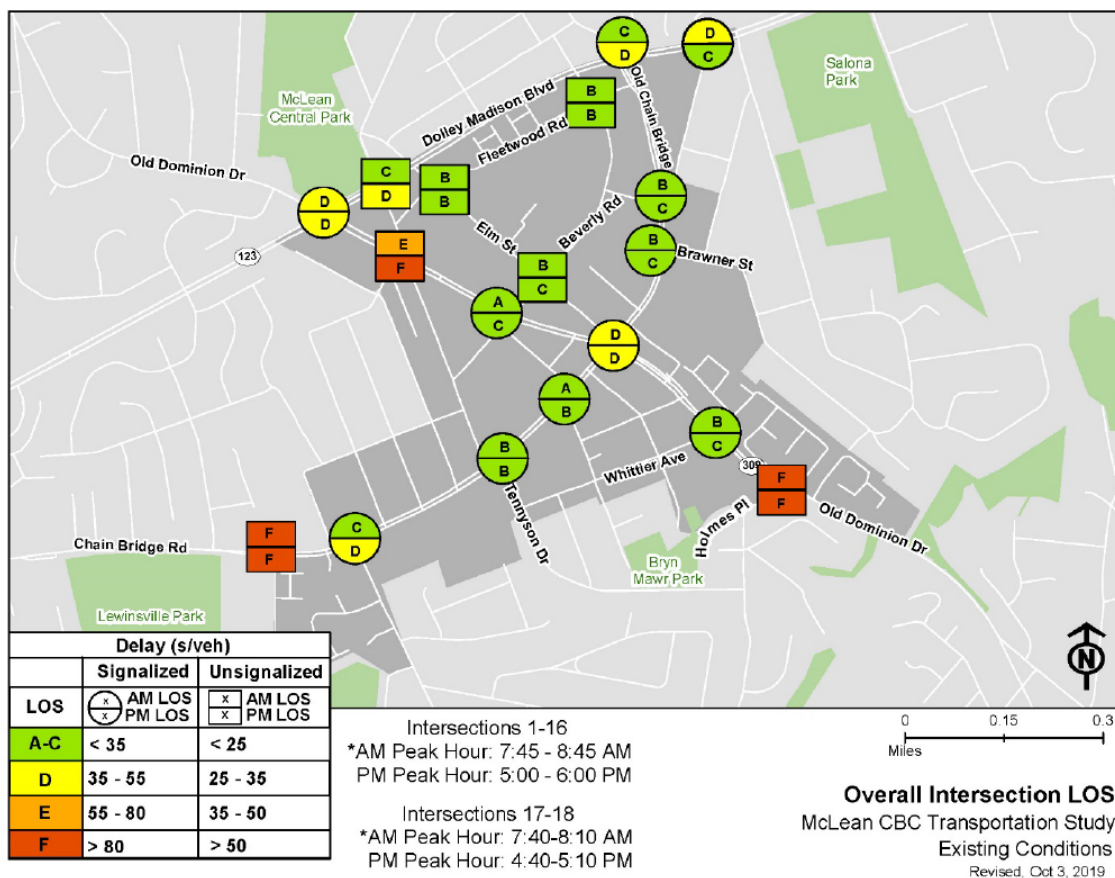 C
D
D
C
Salona
Park
McLean
Central Park
Dolley Madison Blvd
Old Chain Bridge
B
B
Fleetwood Rd
Old Dominion Dr
C
D
B
B
D
D
B
C
Elm St
Beverly Rd
123
E
F
B
C
Brawner St
B
C
A
C
D
D
A
B
B
C
B
B
Whittier Ave
309
F
F
Tennyson Dr
Holmes Pl
Old Dominion Dr
C
D
F
F
Chain Bridge Rd
Bryn
Mawr Park
Lewinsville Park
N
Delay (s/veh)
Signalized Unsignalized
LOS x AM LOS x AM LOS
x PM LOS x PM LOS
A-C < 35 < 25
D 35 - 55 25 - 35
E 55 - 80 35 - 50
F > 80 > 50
Intersections 1-16
*AM Peak Hour: 7:45 - 8:45 AM
PM Peak Hour: 5:00 - 6:00 PM
Intersections 17-18
*AM Peak Hour: 7:40-8:10 AM
PM Peak Hour: 4:40-5:10 PM
0 0.15 0.3
Miles
Overall Intersection LOS
McLean CBC Transportation Study
Existing Conditions
Revised, Oct 3, 2019